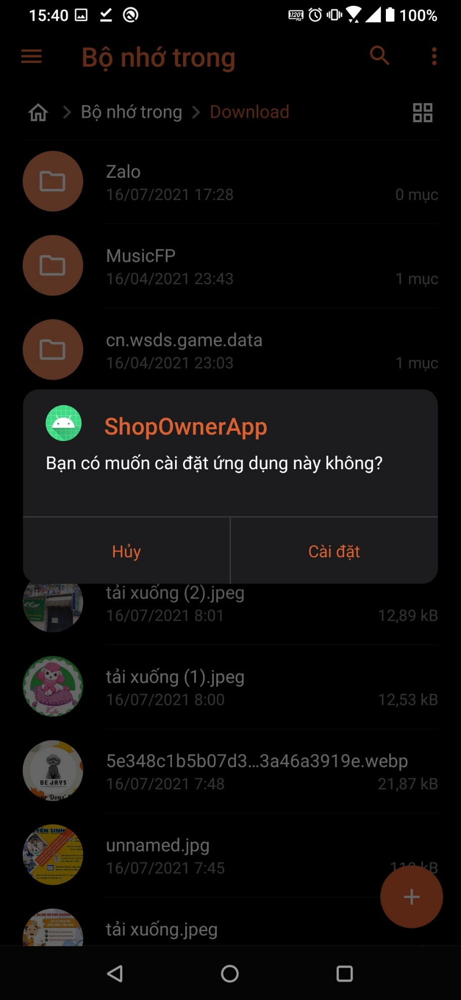 15:40
120
Hz
100%
Bộ nhớ trong
Bộ nhớ trong
Download
Zalo
16/07/2021 17:28
0 mục
MusicFP
16/04/2021 23:43
1 mục
cn.wsds.game.data
16/04/2021 23:03
1 mục
ShopOwnerApp
Bạn có muốn cài đặt ứng dụng này không?
Hủy
Cài đặt
tải xuống (2).jpeg
16/07/2021 8:01
12,89 kB
tải xuống (1).jpeg
16/07/2021 8:00
12,53 kB
5e348c1b5b07d3...3a46a3919e.webp
16/07/2021 7:48
21,87 kB
DE JAYS
unnamed.jpg
16/07/2021 7:45
kB
tải xuống.jpeg